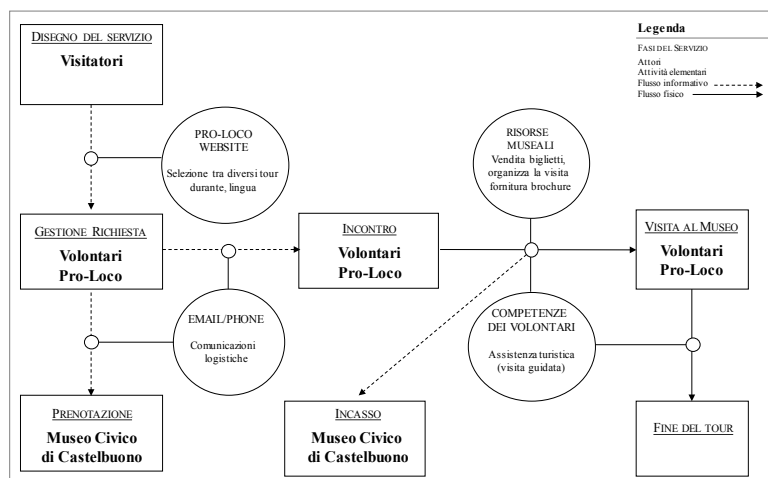 DISEGNO DEL SERVIZIO
Visitatori
Legenda
FASI DEL SERVIZIO
Attori
Attività elementari
Flusso informativo
Flusso fisico
PRO-LOCO
WEBSITE
Selezione tra diversi tour
durante, lingua
RISORSE
MUSEALI
Vendita biglietti,
organizza la visita
fornitura brochure
GESTIONE RICHIESTA
Volontari
Pro-Loco
INCONTRO
Volontari
Pro-Loco
VISITA AL MUSEO
Volontari
Pro-Loco
EMAIL/PHONE
Comunicazioni
logistiche
COMPETENZE
DEI VOLONTARI
Assistenza turistica
(visita guidata)
PRENOTAZIONE
Museo Civico
di Castelbuono
INCASSO
Museo Civico
di Castelbuono
FINE DEL TOUR